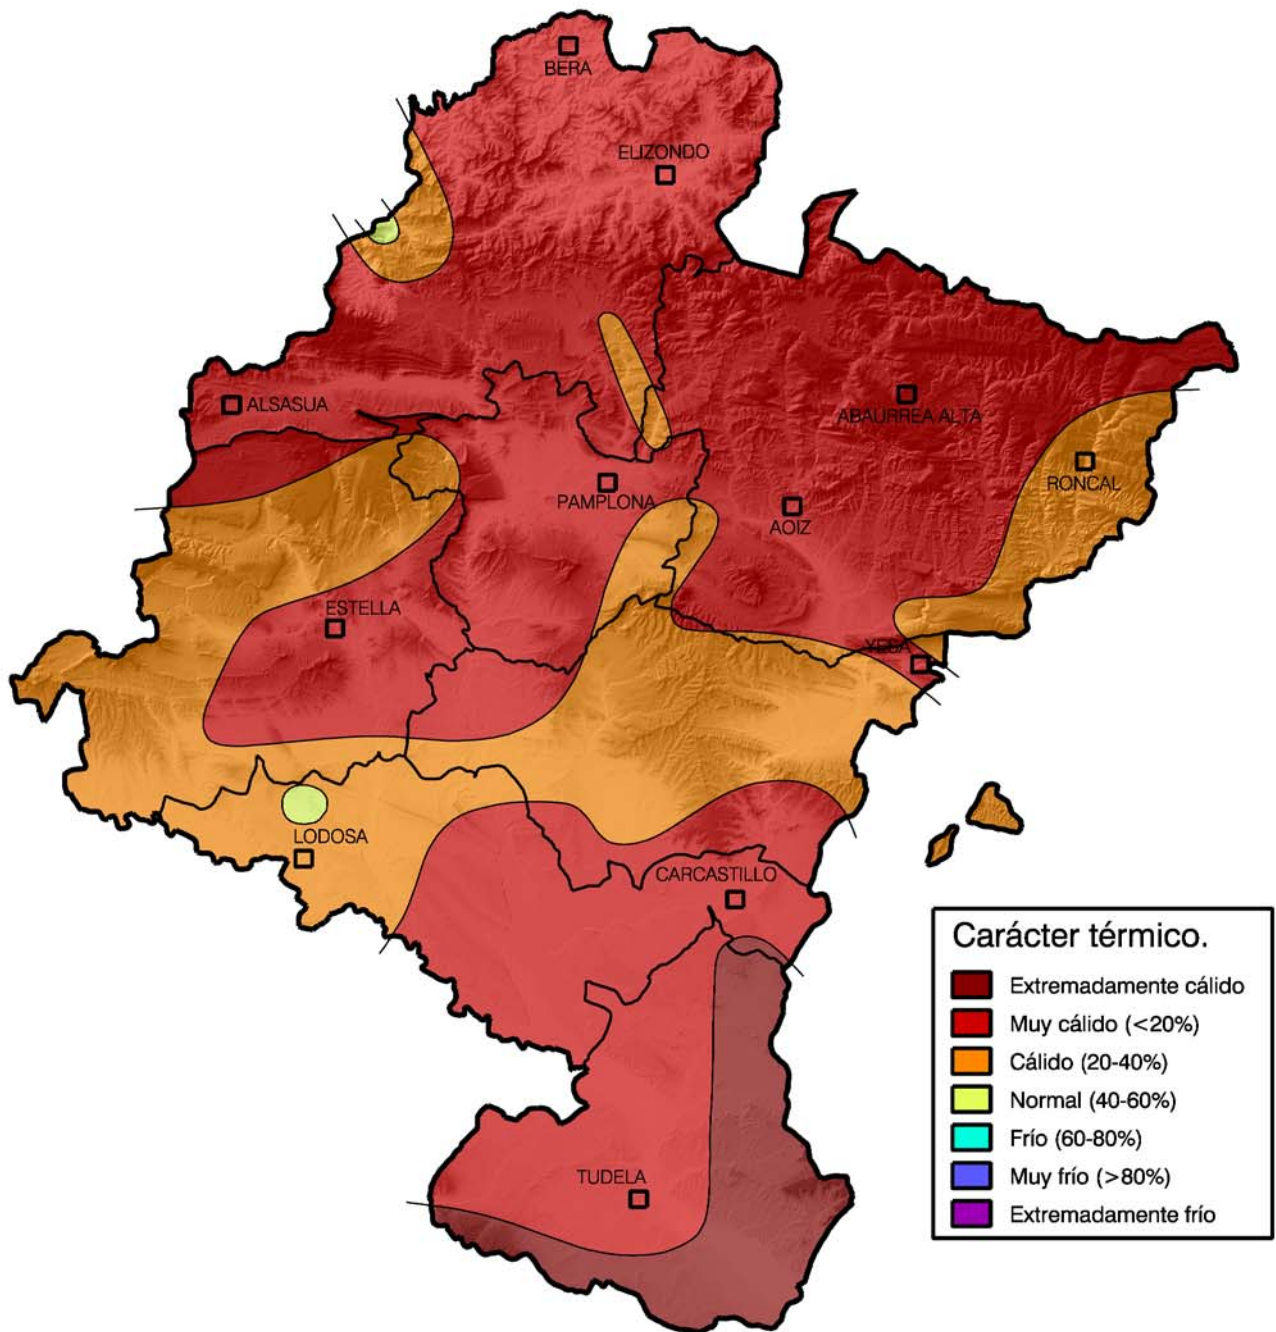 BERA
ELIZONDO
ALSASUA
ABAURREA ALTA
RONCAL
PAMPLONA
AOIZ
ESTELLA
YESA
LODOSA
CARCASTILLO
TUDELA
Carácter térmico.
Extremadamente cálido
Muy cálido (<20%)
Cálido (20-40%)
Normal (40-60%)
Frío (60-80%)
Muy frío (>80%)
Extremadamente frío